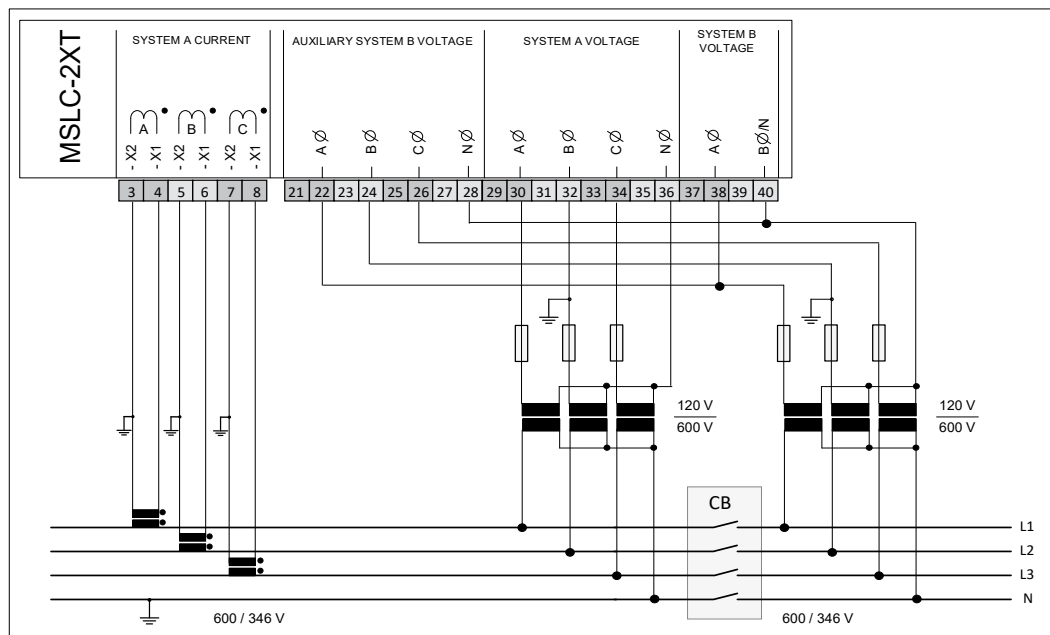 MSLC-2XT
SYSTEM A CURRENT
AUXILIARY SYSTEM B VOLTAGE
SYSTEM A VOLTAGE
SYSTEM B
VOLTAGE
A
B
C
- X2
- X1
- X2
- X1
- X2
- X1
AØ
BØ
CØ
NØ
AØ
BØ
CØ
NØ
AØ
BØ/N
3 4 5 6 7 8
21 22 23 24 25 26 27 28 29 30 31 32 33 34 35 36 37 38 39 40
120 V
600 V
120 V
600 V
CB
L1
L2
L3
N
600 / 346 V
600 / 346 V